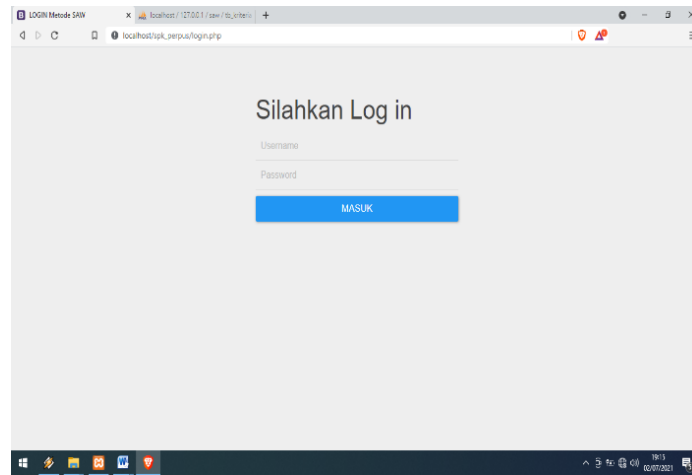 LOGIN Metode SAW
localhost / 127.0.0.1 / saw / tb_kriteria
localhost/spk_perpus/login.php
Silahkan Log in
Username
Password
MASUK
19:15
02/07/2021